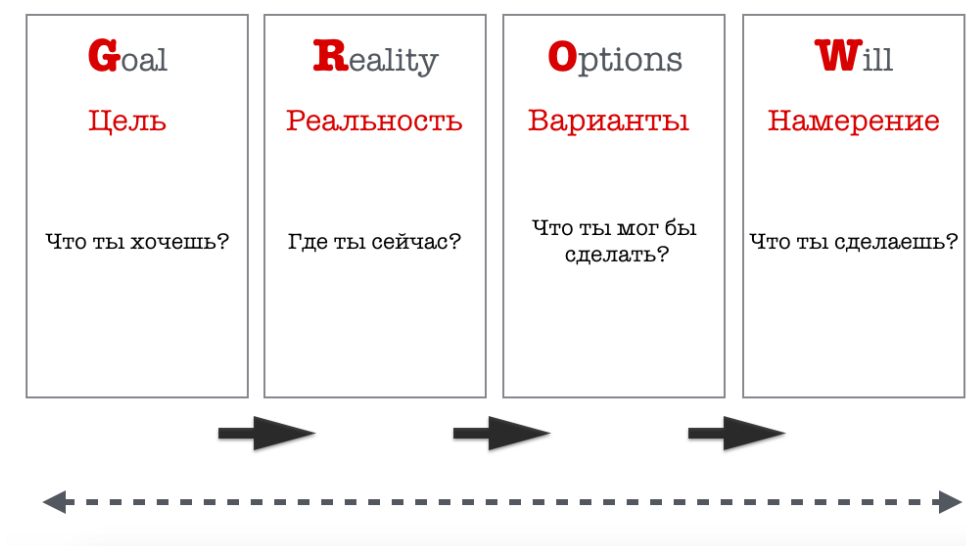 Goal
Цель
Что ты хочешь?
Reality
Реальность
Где ты сейчас?
Options
Варианты
Что ты мог бы
сделать?
Will
Намерение
Что ты сделаешь?